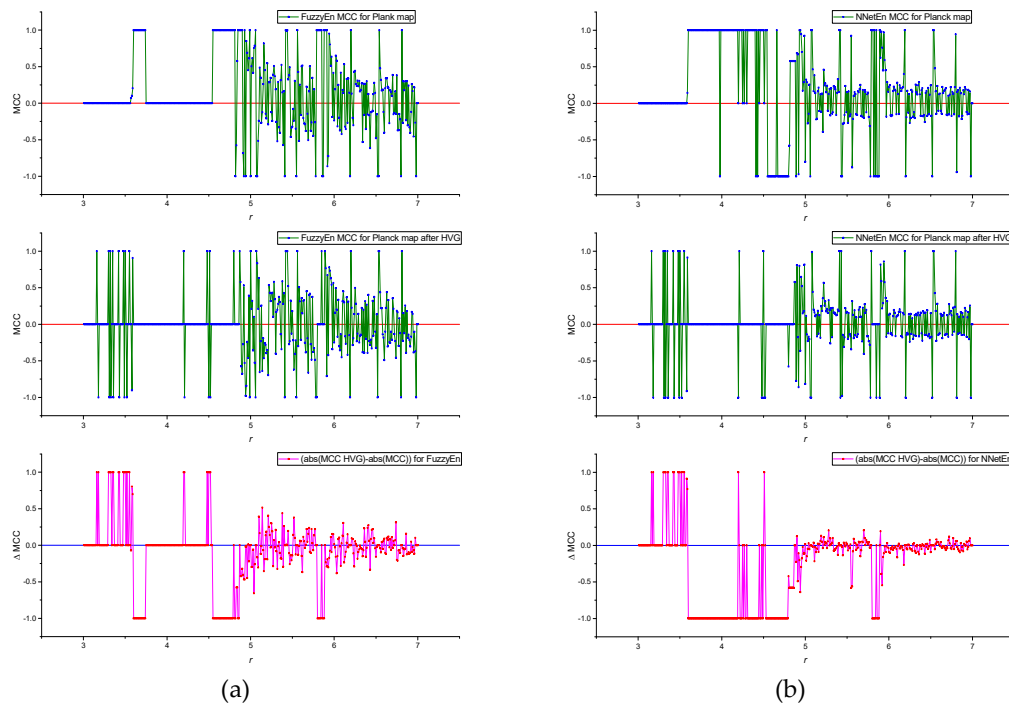 FuzzyEn MCC for Plank map
1.0
0.5
0.0
-0.5
-1.0
MCC
3 4 5 6 7
r
NNetEn MCC for Planck map
1.0
0.5
0.0
-0.5
-1.0
MCC
3 4 5 6 7
r
FuzzyEn MCC for Planck map after HVG
1.0
0.5
0.0
-0.5
-1.0
MCC
3 4 5 6 7
r
NNetEn MCC for Planck map after HVG
1.0
0.5
0.0
-0.5
-1.0
MCC
3 4 5 6 7
r
(abs(MCC HVG)-abs(MCC)) for FuzzyEn
1.0
0.5
0.0
-0.5
-1.0
Δ MCC
3 4 5 6 7
r
(abs(MCC HVG)-abs(MCC)) for NNetEn
1.0
0.5
0.0
-0.5
-1.0
Δ MCC
3 4 5 6 7
r
(a)
(b)